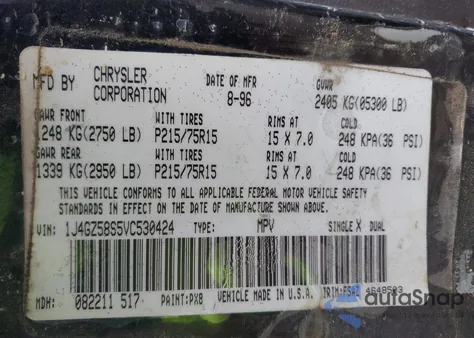 MFD BY CHRYSLER CORPORATION DATE OF MFR 8-96 GVWR 2405 KG(05300 LB)
GAWR FRONT WITH TIRES RIMS AT COLD
1248 KG(2750 LB) P215/75R15 15 X 7.0 248 KPA(36 PSI)
GAWR REAR WITH TIRES RIMS AT COLD
1339 KG(2950 LB) P215/75R15 15 X 7.0 248 KPA(36 PSI)
THIS VEHICLE CONFORMS TO ALL APPLICABLE FEDERAL MOTOR VEHICLE SAFETY
STANDARDS IN EFFECT ON THE DATE OF MANUFACTURE SHOWN ABOVE.
VIN: 1J4GZ58S5VC530424 TYPE: MPV SINGLE X DUAL
MDH: 082211 517 PAINT:PX8 VEHICLE MADE IN U.S.A. TRIM: 4648503
autoSnap